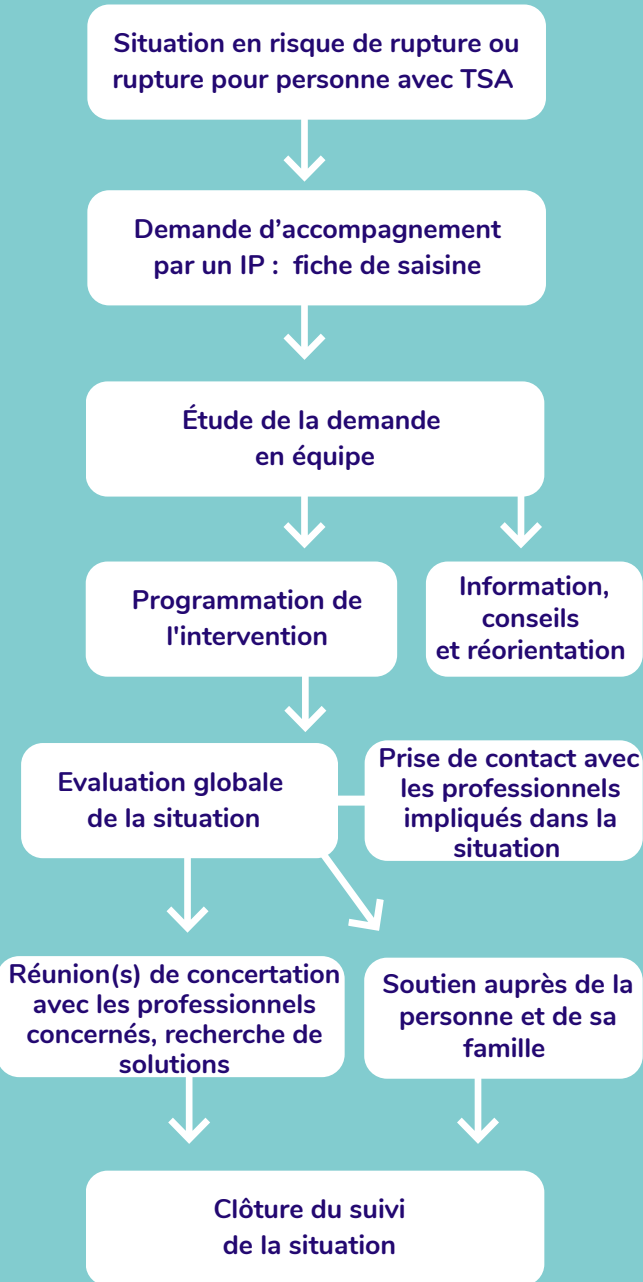 Situation en risque de rupture ou
rupture pour personne avec TSA
Demande d’accompagnement
par un IP : fiche de saisine
Étude de la demande
en équipe
Programmation de
l'intervention
Information,
conseils
et réorientation
Evaluation globale
de la situation
Prise de contact avec
les professionnels
impliqués dans la
situation
Réunion(s) de concertation
avec les professionnels
concernés, recherche de
solutions
Soutien auprès de la
personne et de sa
famille
Clôture du suivi
de la situation